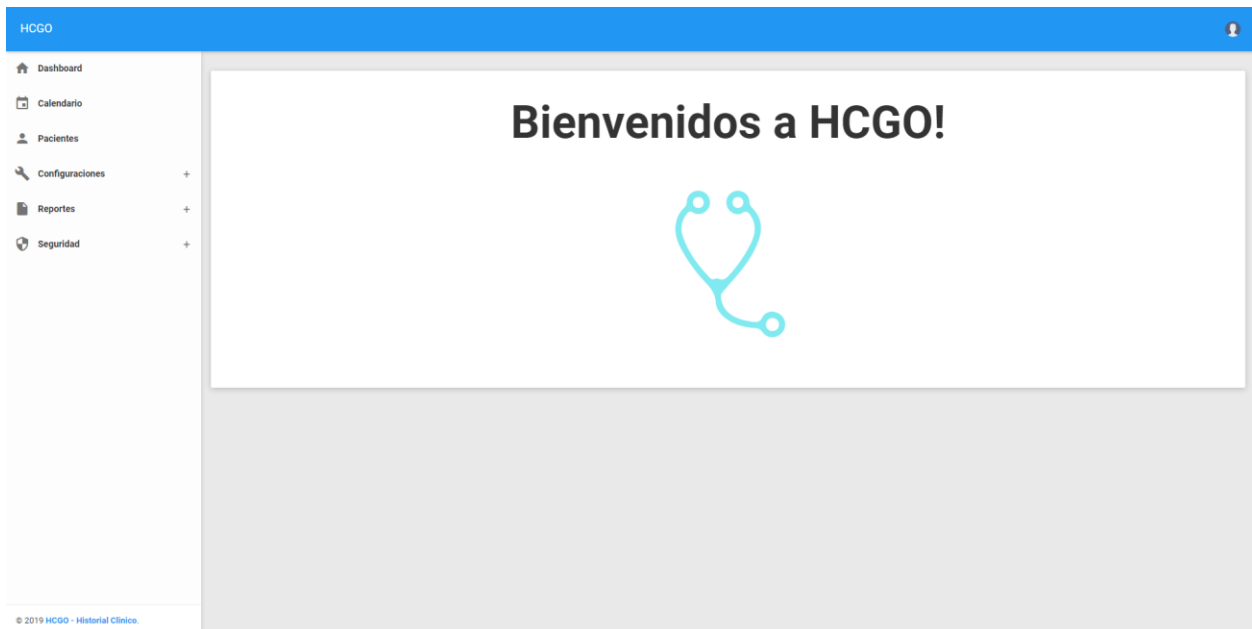 HCGO
Dashboard
Calendario
Pacientes
Configuraciones +
Reportes +
Seguridad +
Bienvenidos a HCGO!
© 2019 HCGO - Historial Clinico.